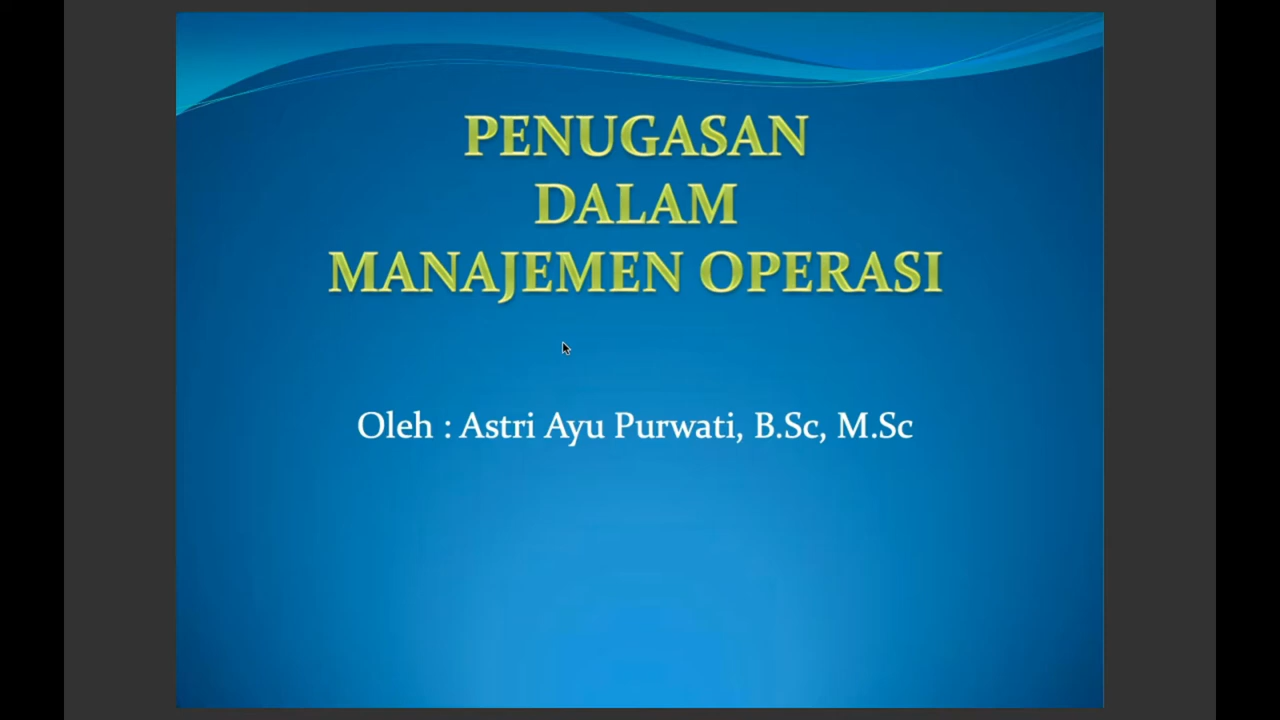 PENUGASAN
DALAM
MANAJEMEN OPERASI
Oleh : Astri Ayu Purwati, B.Sc, M.Sc